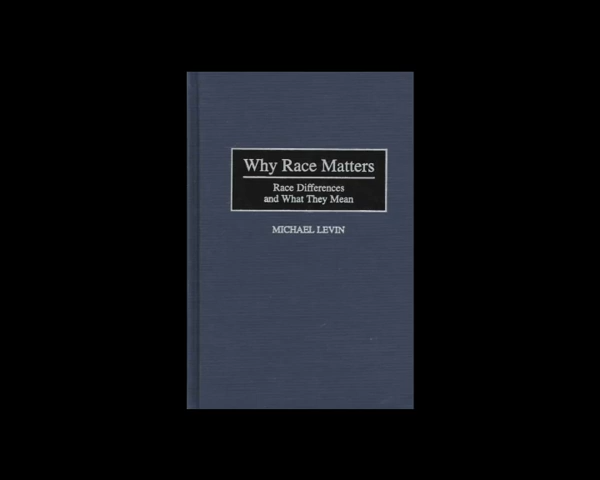 Why Race Matters
Race Differences
and What They Mean
MICHAEL LEVIN